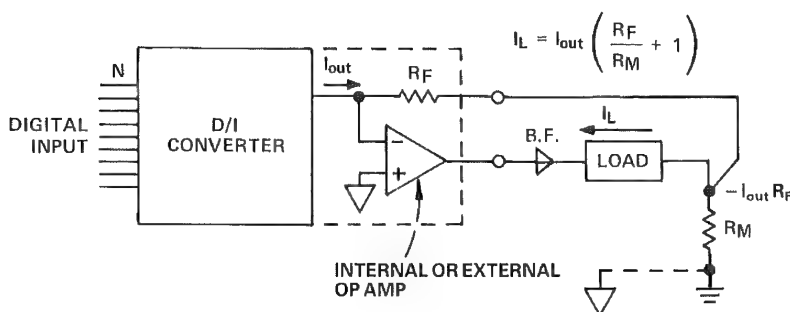 I_L = I_out ( R_F / R_M + 1 )
N
I_out
R_F
DIGITAL INPUT
D/I CONVERTER
−
+
B.F.
I_L
LOAD
−I_out R_F
R_M
INTERNAL OR EXTERNAL
OP AMP